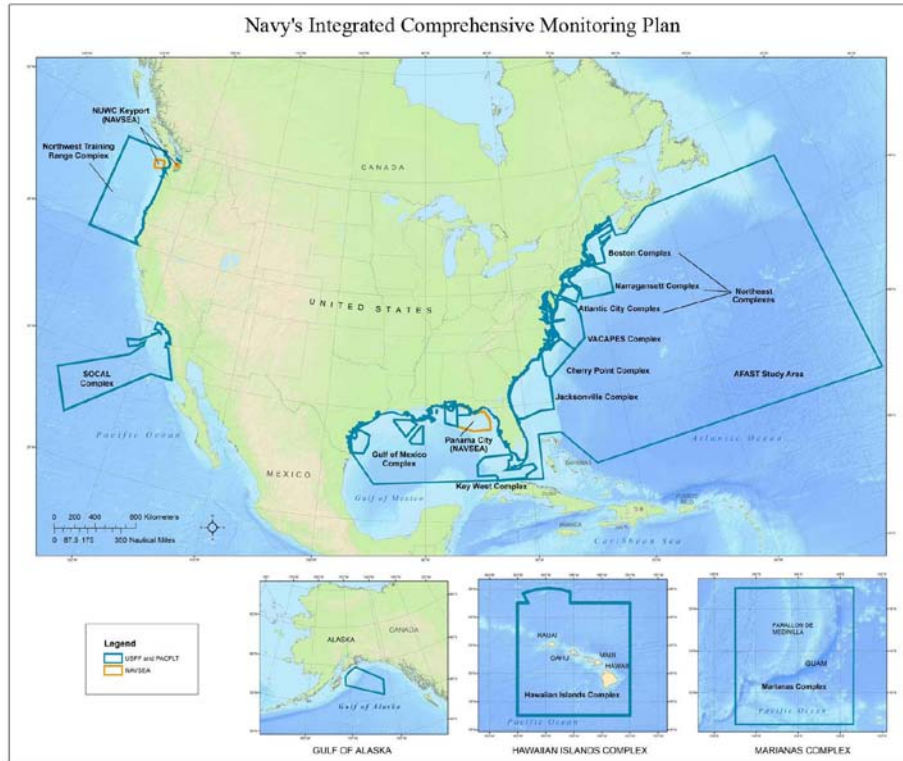 Navy's Integrated Comprehensive Monitoring Plan
NUWC Keyport
(NAVSEA)
Northwest Training
Range Complex
CANADA
Boston Complex
Narragansett Complex
Northeast
Complexes
Atlantic City Complex
UNITED STATES
VACAPES Complex
Cherry Point Complex
AFAST Study Area
SOCAL
Complex
Jacksonville Complex
Pacific Ocean
Atlantic Ocean
Panama City
(NAVSEA)
Gulf of Mexico
Complex
MEXICO
Key West Complex
Gulf of Mexico
Caribbean Sea
0 200 400 800 Kilometers
0 87.5 175 350 Nautical Miles
Legend
USFF and PACFLT
NAVSEA
ALASKA
CANADA
Gulf of Alaska
GULF OF ALASKA
KAUAI
OAHU
MAUI
HAWAII
Hawaiian Islands Complex
Pacific Ocean
HAWAIIAN ISLANDS COMPLEX
FARALLON DE
MEDINILLA
GUAM
Marianas Complex
Pacific Ocean
MARIANAS COMPLEX